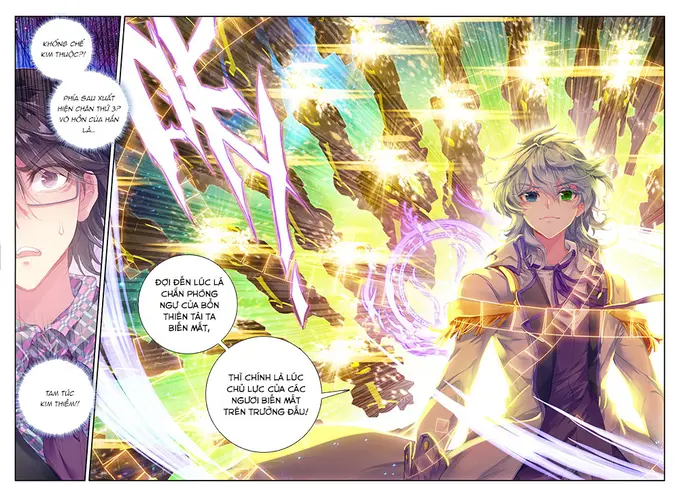 KHỐNG CHẾ
KIM THUỘC?!
PHÍA SAU XUẤT
HIỆN CHÂN THỨ 3?
VÕ HỒN CỦA HẮN
LÀ...
TAM TÚC
KIM THIỀM!!
ĐỢI ĐẾN LÚC LÁ
CHẮN PHÒNG
NGỰ CỦA BỔN
THIÊN TÀI TA
BIẾN MẤT,
THÌ CHÍNH LÀ LÚC
CHỦ LỰC CỦA CÁC
NGƯƠI BIẾN MẤT
TRÊN TRƯỜNG ĐẤU!